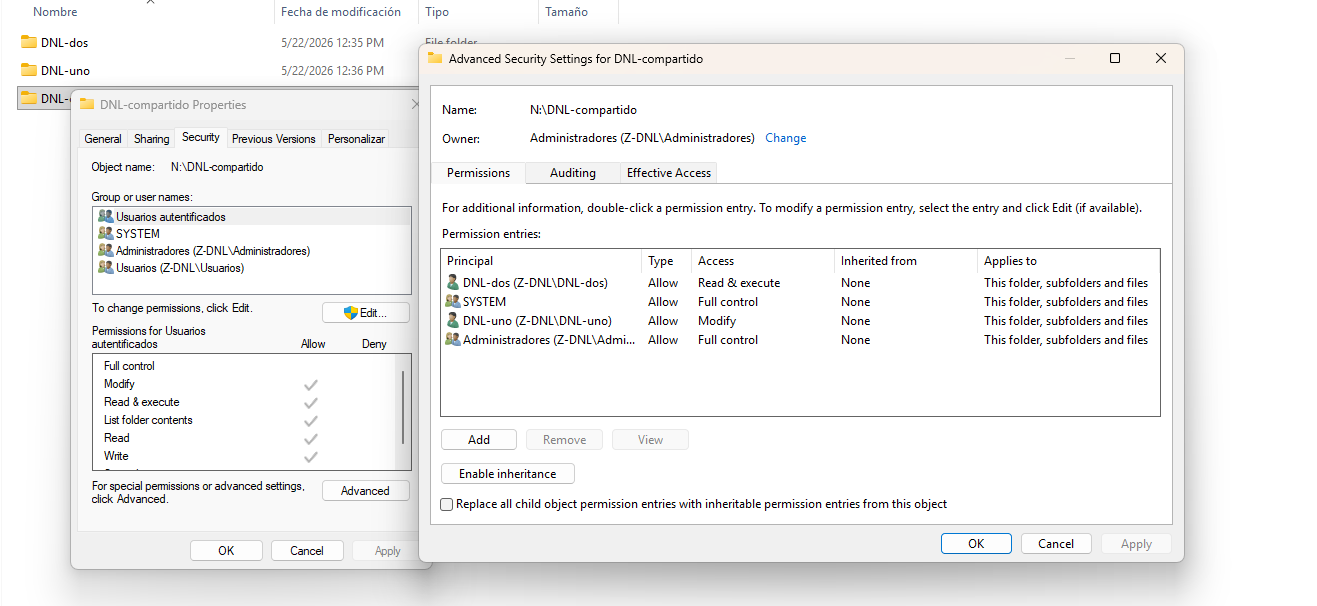 Nombre Fecha de modificación Tipo Tamaño
DNL-dos 5/22/2026 12:35 PM File folder
DNL-uno 5/22/2026 12:36 PM
DNL-
DNL-compartido Properties
General Sharing Security Previous Versions Personalizar
Object name: N:\DNL-compartido
Group or user names:
Usuarios autentificados
SYSTEM
Administradores (Z-DNL\Administradores)
Usuarios (Z-DNL\Usuarios)
To change permissions, click Edit.
Edit...
Permissions for Usuarios
autentificados Allow Deny
Full control
Modify
Read & execute
List folder contents
Read
Write
For special permissions or advanced settings,
click Advanced.
Advanced
OK Cancel Apply
Advanced Security Settings for DNL-compartido
Name: N:\DNL-compartido
Owner: Administradores (Z-DNL\Administradores) Change
Permissions Auditing Effective Access
For additional information, double-click a permission entry. To modify a permission entry, select the entry and click Edit (if available).
Permission entries:
Principal Type Access Inherited from Applies to
DNL-dos (Z-DNL\DNL-dos) Allow Read & execute None This folder, subfolders and files
SYSTEM Allow Full control None This folder, subfolders and files
DNL-uno (Z-DNL\DNL-uno) Allow Modify None This folder, subfolders and files
Administradores (Z-DNL\Admi... Allow Full control None This folder, subfolders and files
Add Remove View
Enable inheritance
Replace all child object permission entries with inheritable permission entries from this object
OK Cancel Apply